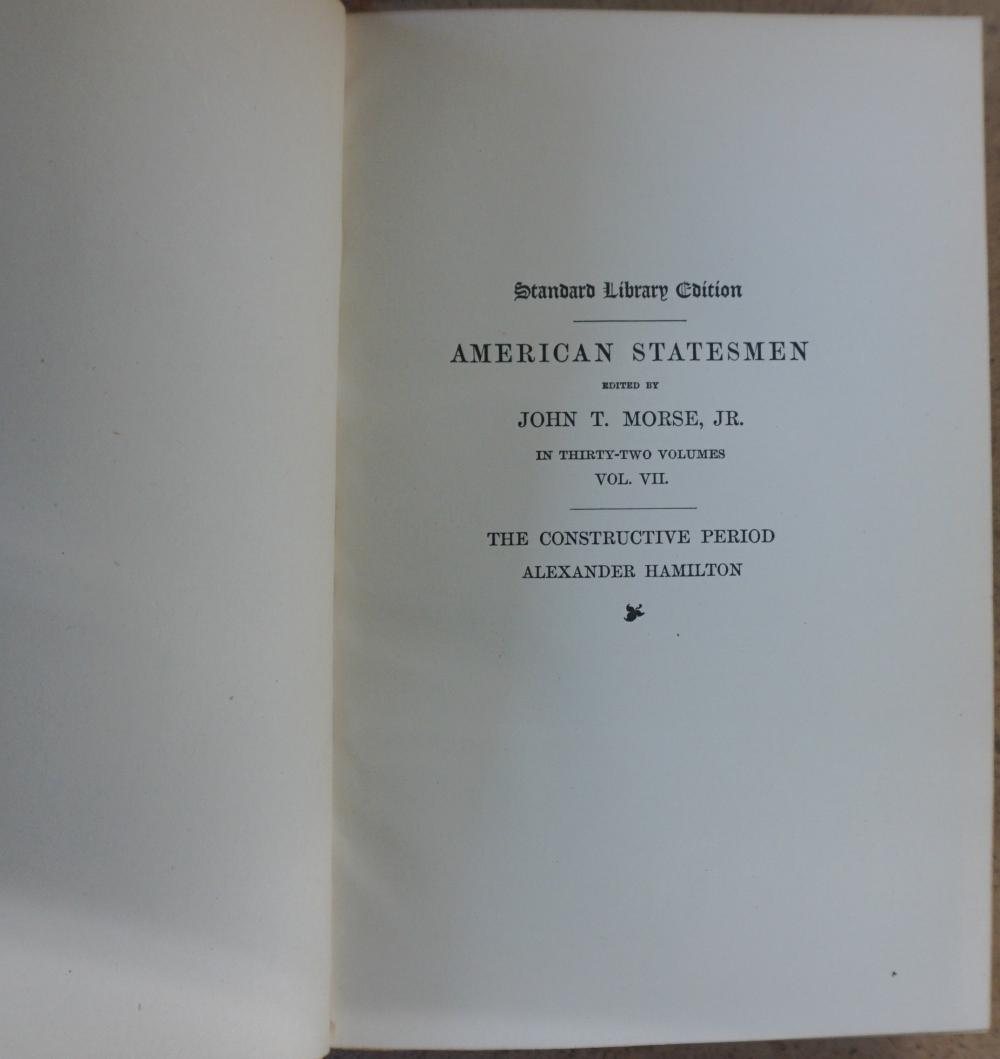 Standard Library Edition
AMERICAN STATESMEN
EDITED BY
JOHN T. MORSE, JR.
IN THIRTY-TWO VOLUMES
VOL. VII.
THE CONSTRUCTIVE PERIOD
ALEXANDER HAMILTON